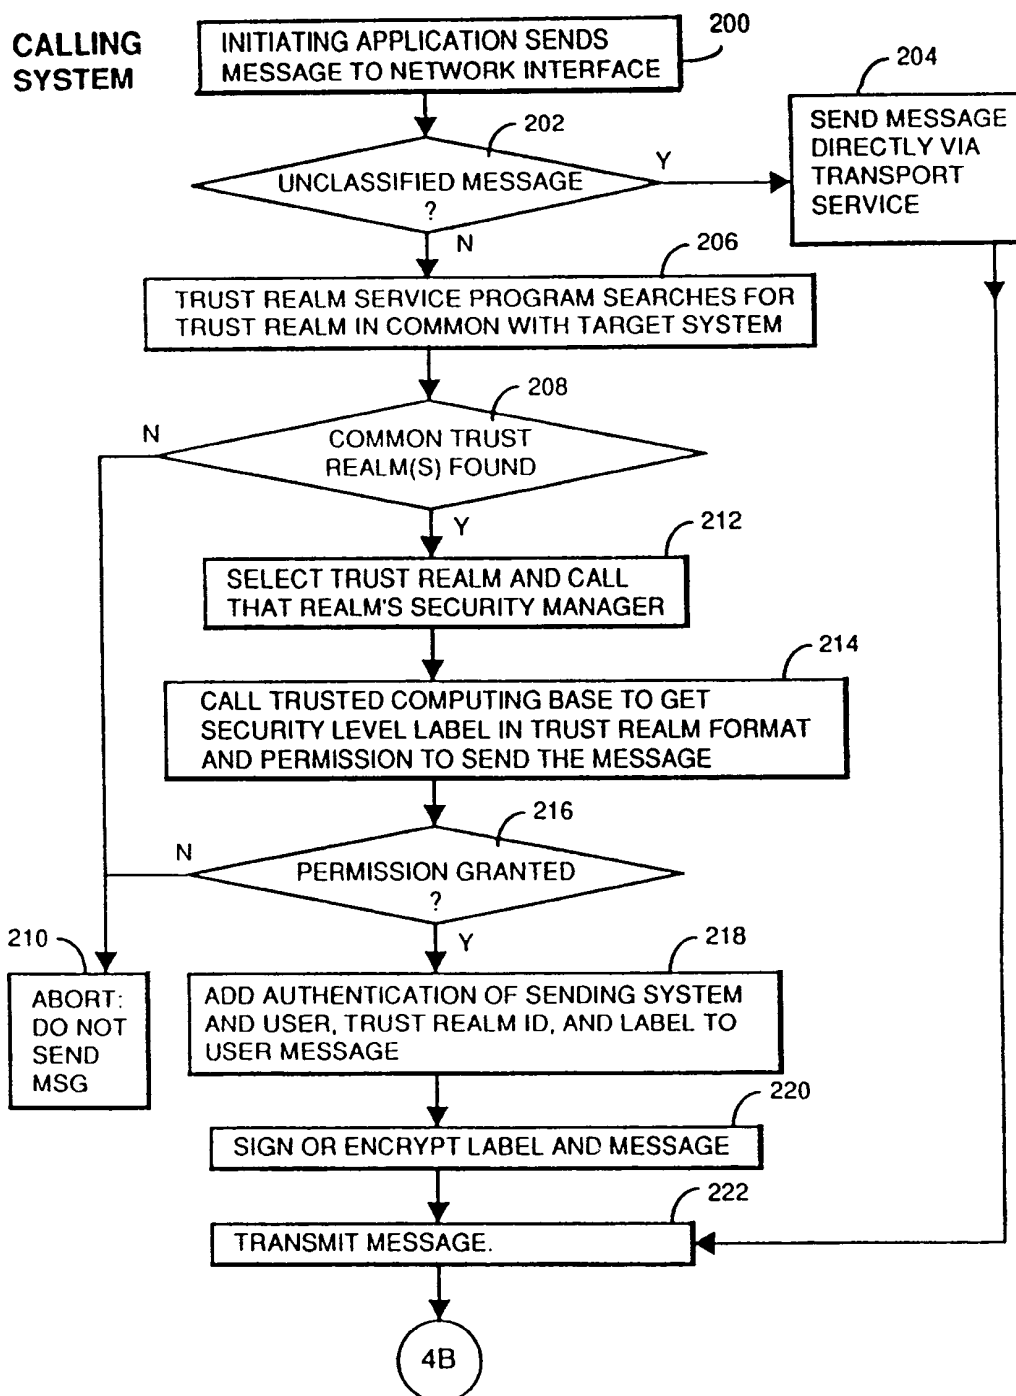 CALLING
SYSTEM
200
INITIATING APPLICATION SENDS
MESSAGE TO NETWORK INTERFACE
204
SEND MESSAGE
DIRECTLY VIA
TRANSPORT
SERVICE
202
UNCLASSIFIED MESSAGE
?
Y
N
206
TRUST REALM SERVICE PROGRAM SEARCHES FOR
TRUST REALM IN COMMON WITH TARGET SYSTEM
208
COMMON TRUST
REALM(S) FOUND
N
Y
212
SELECT TRUST REALM AND CALL
THAT REALM'S SECURITY MANAGER
214
CALL TRUSTED COMPUTING BASE TO GET
SECURITY LEVEL LABEL IN TRUST REALM FORMAT
AND PERMISSION TO SEND THE MESSAGE
216
PERMISSION GRANTED
?
N
Y
210
ABORT:
DO NOT
SEND
MSG
218
ADD AUTHENTICATION OF SENDING SYSTEM
AND USER, TRUST REALM ID, AND LABEL TO
USER MESSAGE
220
SIGN OR ENCRYPT LABEL AND MESSAGE
222
TRANSMIT MESSAGE.
4B